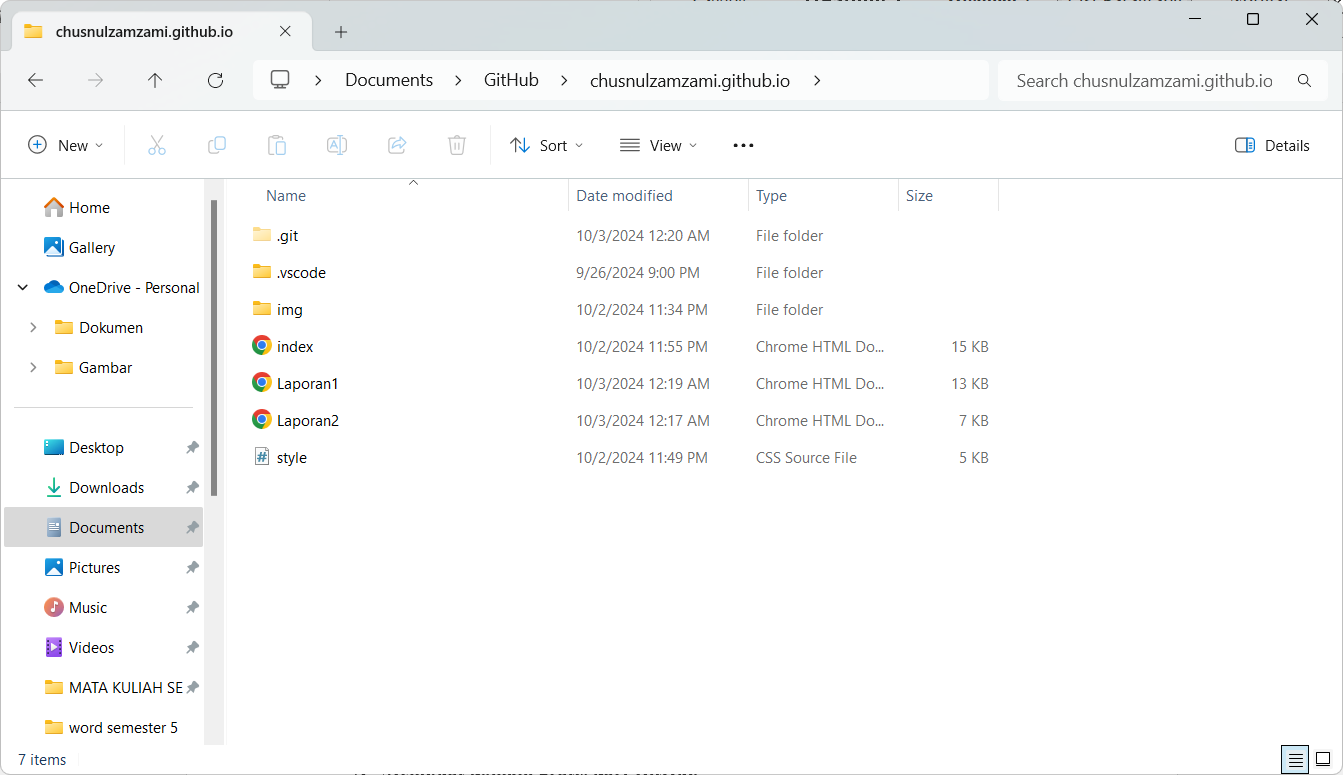 chusnulzamzami.github.io
Documents > GitHub > chusnulzamzami.github.io >
Search chusnulzamzami.github.io
New Sort View ••• Details
Name Date modified Type Size
Home
Gallery
OneDrive - Personal
Dokumen
Gambar
Desktop
Downloads
Documents
Pictures
Music
Videos
MATA KULIAH SE
word semester 5
.git 10/3/2024 12:20 AM File folder
.vscode 9/26/2024 9:00 PM File folder
img 10/2/2024 11:34 PM File folder
index 10/2/2024 11:55 PM Chrome HTML Do... 15 KB
Laporan1 10/3/2024 12:19 AM Chrome HTML Do... 13 KB
Laporan2 10/3/2024 12:17 AM Chrome HTML Do... 7 KB
style 10/2/2024 11:49 PM CSS Source File 5 KB
7 items